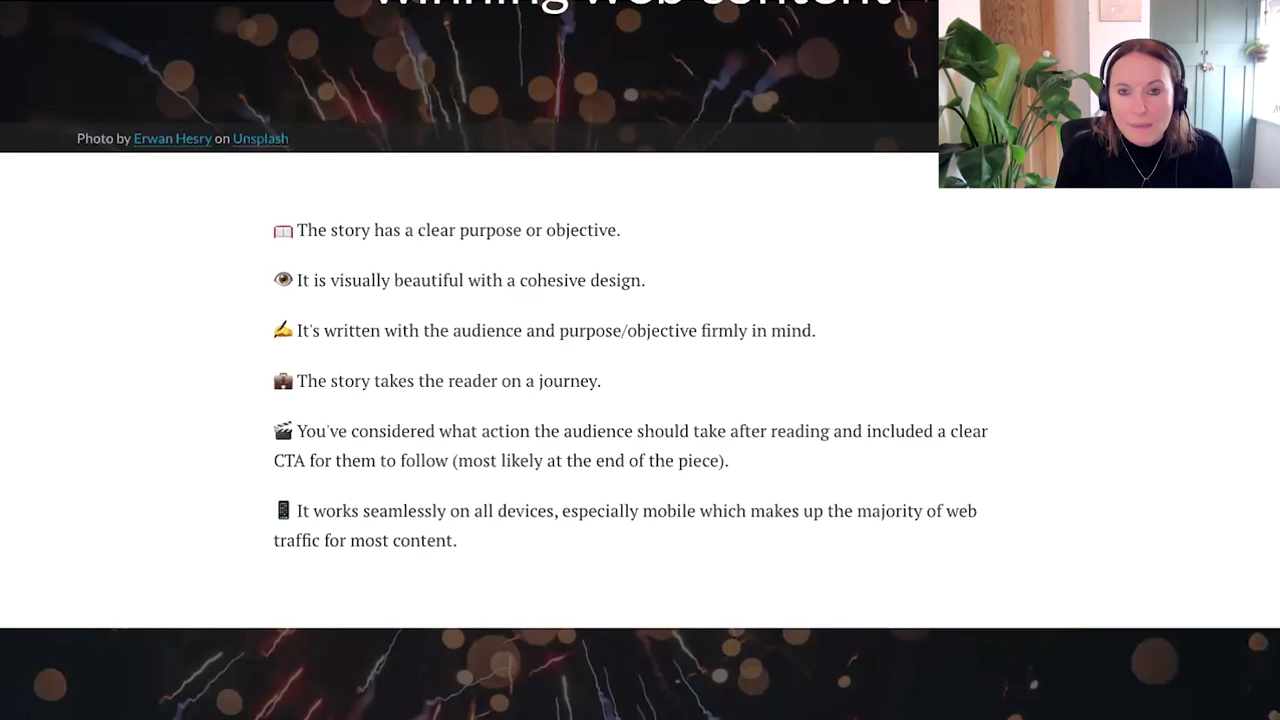 winning web content
Photo by Erwan Hesry on Unsplash
The story has a clear purpose or objective.
It is visually beautiful with a cohesive design.
It's written with the audience and purpose/objective firmly in mind.
The story takes the reader on a journey.
You've considered what action the audience should take after reading and included a clear
CTA for them to follow (most likely at the end of the piece).
It works seamlessly on all devices, especially mobile which makes up the majority of web
traffic for most content.